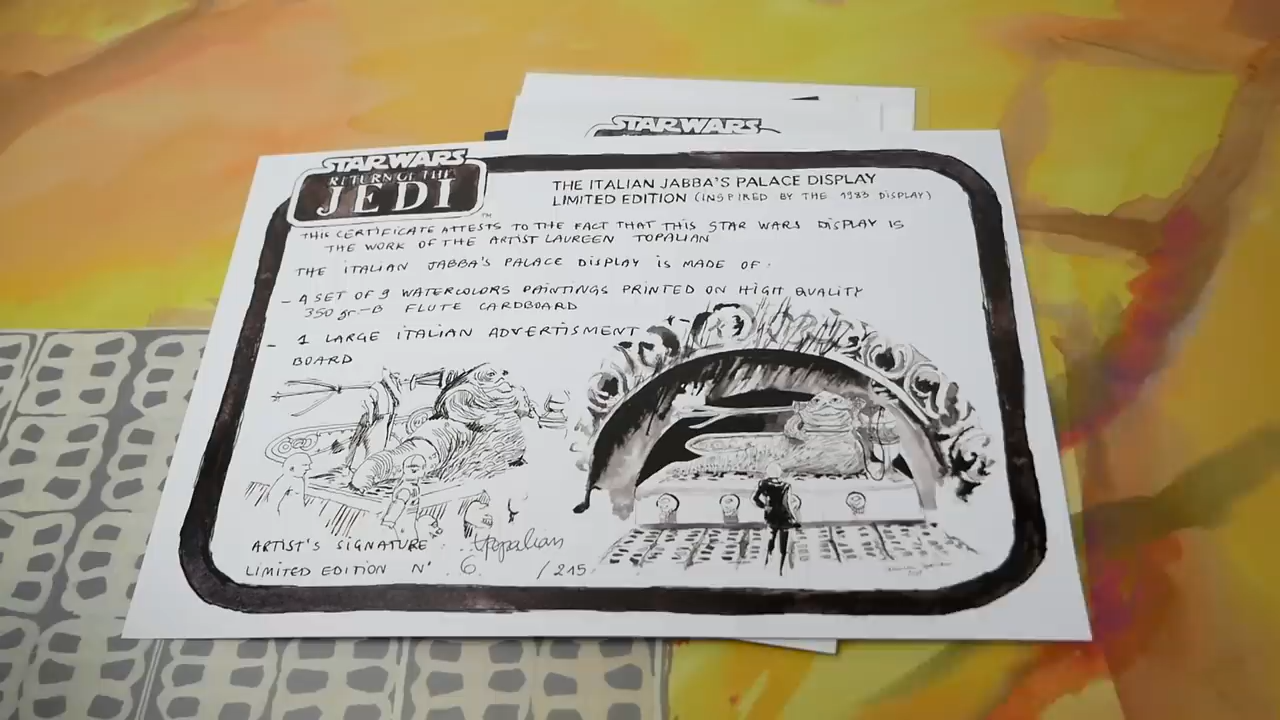 STAR WARS
STAR WARS
RETURN OF THE
JEDI
TM
THE ITALIAN JABBA'S PALACE DISPLAY
LIMITED EDITION (INSPIRED BY THE 1983 DISPLAY)
THIS CERTIFICATE ATTESTS TO THE FACT THAT THIS STAR WARS DISPLAY IS
THE WORK OF THE ARTIST LAUREEN TOPALIAN
THE ITALIAN JABBA'S PALACE DISPLAY IS MADE OF:
- A SET OF 9 WATERCOLORS PAINTINGS PRINTED ON HIGH QUALITY
350 gr-B FLUTE CARDBOARD
- 1 LARGE ITALIAN ADVERTISMENT
BOARD
ARTIST'S SIGNATURE : Ltopalian
LIMITED EDITION N° 6 / 215